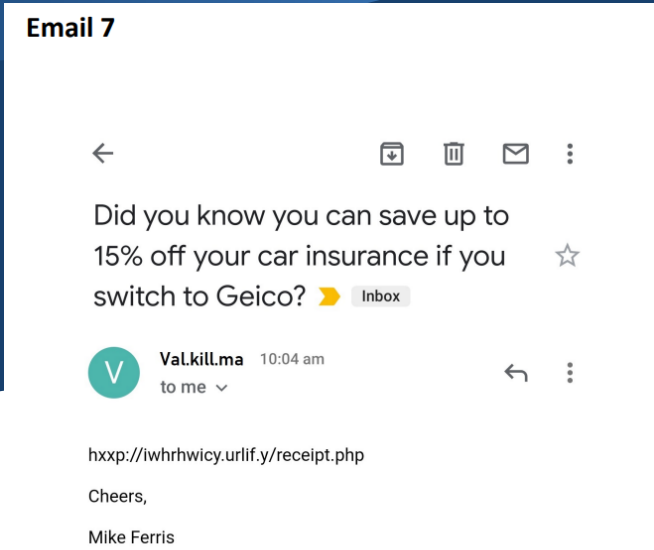 Email 7
Did you know you can save up to
15% off your car insurance if you
switch to Geico? Inbox
V
Val.kill.ma 10:04 am
to me
hxxp://iwhrhwicy.urlif.y/receipt.php
Cheers,
Mike Ferris